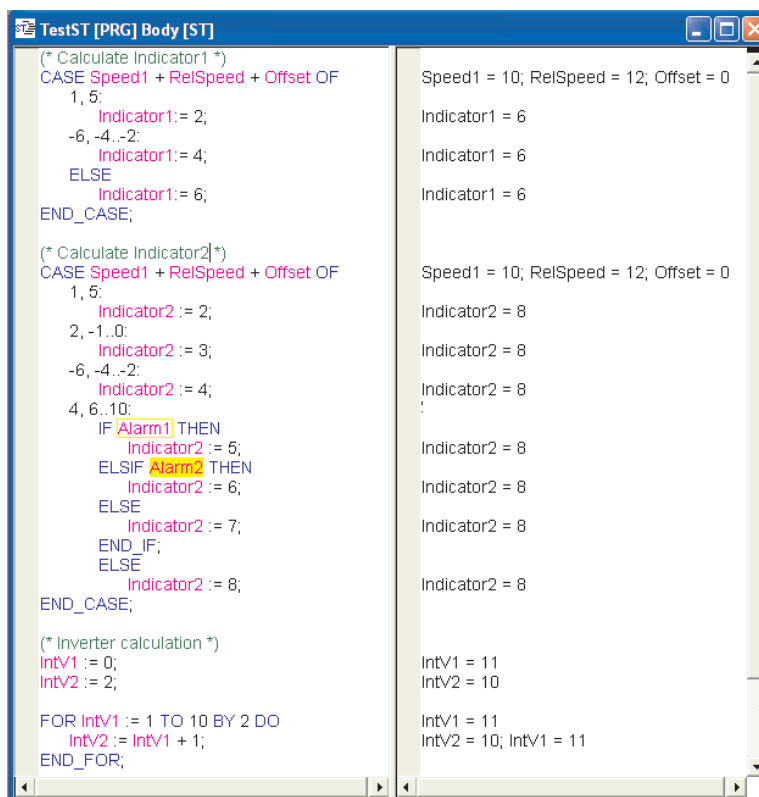 TestST [PRG] Body [ST]
(* Calculate Indicator1 *)
CASE Speed1 + RelSpeed + Offset OF Speed1 = 10; RelSpeed = 12; Offset = 0
1, 5:
Indicator1:= 2; Indicator1 = 6
-6, -4..-2:
Indicator1:= 4; Indicator1 = 6
ELSE
Indicator1:= 6; Indicator1 = 6
END_CASE;
(* Calculate Indicator2 *)
CASE Speed1 + RelSpeed + Offset OF Speed1 = 10; RelSpeed = 12; Offset = 0
1, 5:
Indicator2 := 2; Indicator2 = 8
2, -1..0:
Indicator2 := 3; Indicator2 = 8
-6, -4..-2:
Indicator2 := 4; Indicator2 = 8
4, 6..10:
IF Alarm1 THEN
Indicator2 := 5; Indicator2 = 8
ELSIF Alarm2 THEN
Indicator2 := 6; Indicator2 = 8
ELSE
Indicator2 := 7; Indicator2 = 8
END_IF;
ELSE
Indicator2 := 8; Indicator2 = 8
END_CASE;
(* Inverter calculation *)
IntV1 := 0; IntV1 = 11
IntV2 := 2; IntV2 = 10
FOR IntV1 := 1 TO 10 BY 2 DO IntV1 = 11
IntV2 := IntV1 + 1; IntV2 = 10; IntV1 = 11
END_FOR;